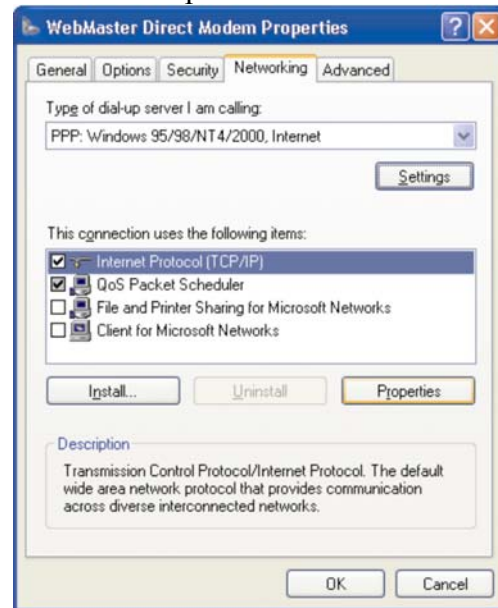 WebMaster Direct Modem Properties
General Options Security Networking Advanced
Type of dial-up server I am calling:
PPP: Windows 95/98/NT4/2000, Internet
Settings
This connection uses the following items:
Internet Protocol (TCP/IP)
QoS Packet Scheduler
File and Printer Sharing for Microsoft Networks
Client for Microsoft Networks
Install... Uninstall Properties
Description
Transmission Control Protocol/Internet Protocol. The default
wide area network protocol that provides communication
across diverse interconnected networks.
OK Cancel